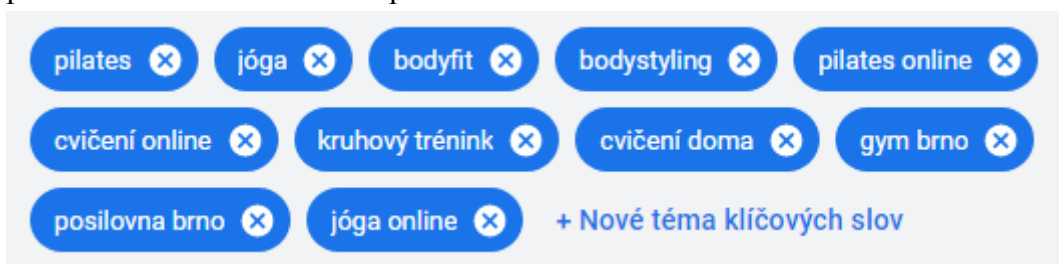 pilates jóga bodyfit bodystyling pilates online
cvičení online kruhový trénink cvičení doma gym brno
posilovna brno jóga online + Nové téma klíčových slov